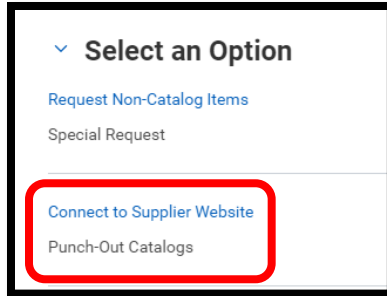 Select an Option
Request Non-Catalog Items
Special Request
Connect to Supplier Website
Punch-Out Catalogs